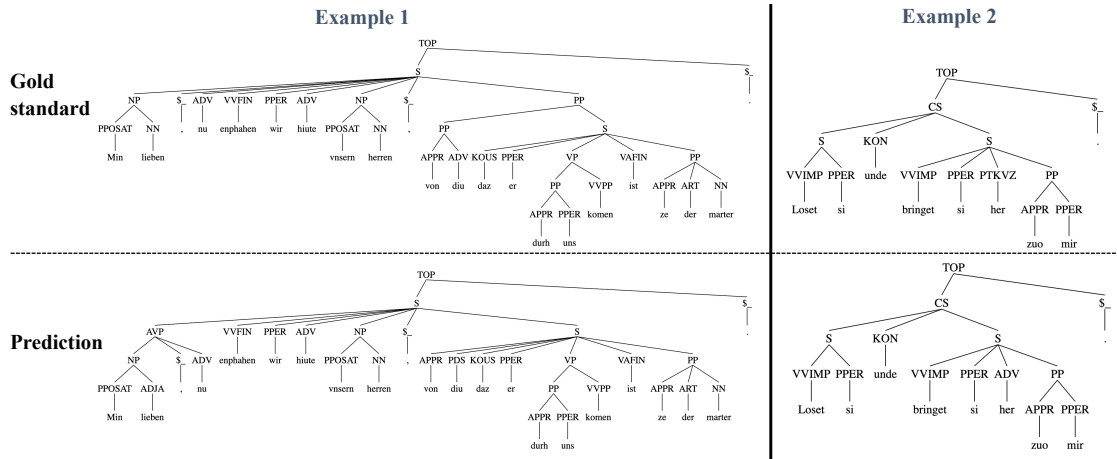 Example 1
Example 2
Gold standard
TOP
S $_
NP $_ ADV VVFIN PPER ADV NP $_ PP .
PPOSAT NN , nu enphahen wir hiute PPOSAT NN , PP S
Min lieben vnsern herren APPR ADV KOUS PPER VP VAFIN PP
von diu daz er PP VVPP ist APPR ART NN
APPR PPER komen ze der marter
durh uns
TOP
CS $_
S KON S .
VVIMP PPER unde VVIMP PPER PTKVZ PP
Loset si bringet si her APPR PPER
zuo mir
Prediction
TOP
S $_
AVP VVFIN PPER ADV NP $_ S .
NP $_ ADV enphahen wir hiute PPOSAT NN , APPR PDS KOUS PPER VP VAFIN PP
PPOSAT ADJA , nu vnsern herren von diu daz er PP VVPP ist APPR ART NN
Min lieben APPR PPER komen ze der marter
durh uns
TOP
CS $_
S KON S .
VVIMP PPER unde VVIMP PPER ADV PP
Loset si bringet si her APPR PPER
zuo mir